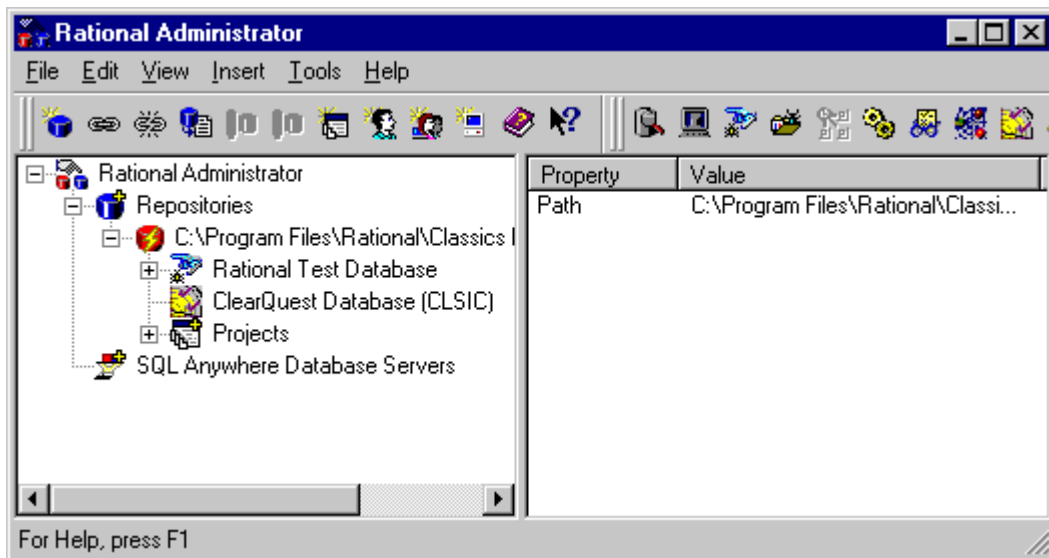 Rational Administrator
File Edit View Insert Tools Help
Rational Administrator
Repositories
C:\Program Files\Rational\Classics
Rational Test Database
ClearQuest Database (CLSIC)
Projects
SQL Anywhere Database Servers
Property Value
Path C:\Program Files\Rational\Classi...
For Help, press F1